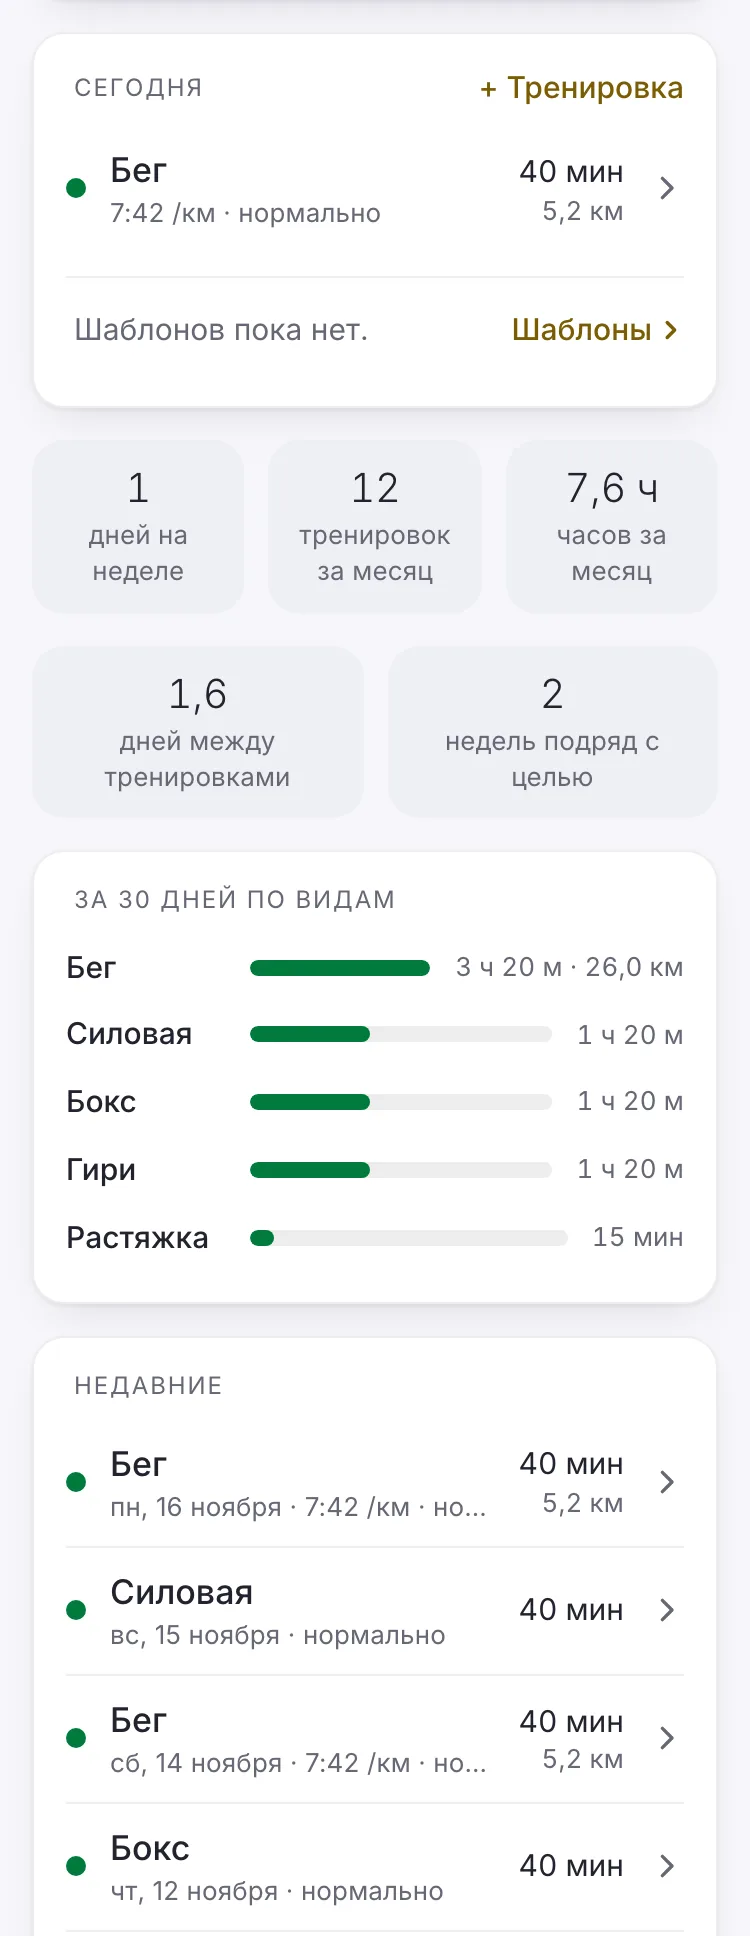 СЕГОДНЯ
+ Тренировка
Бег
40 мин
7:42 /км · нормально
5,2 км
Шаблонов пока нет.
Шаблоны
1
дней на
неделе
12
тренировок
за месяц
7,6 ч
часов за
месяц
1,6
дней между
тренировками
2
недель подряд с
целью
ЗА 30 ДНЕЙ ПО ВИДАМ
Бег
3 ч 20 м · 26,0 км
Силовая
1 ч 20 м
Бокс
1 ч 20 м
Гири
1 ч 20 м
Растяжка
15 мин
НЕДАВНИЕ
Бег
40 мин
пн, 16 ноября · 7:42 /км · но...
5,2 км
Силовая
40 мин
вс, 15 ноября · нормально
Бег
40 мин
сб, 14 ноября · 7:42 /км · но...
5,2 км
Бокс
40 мин
чт, 12 ноября · нормально